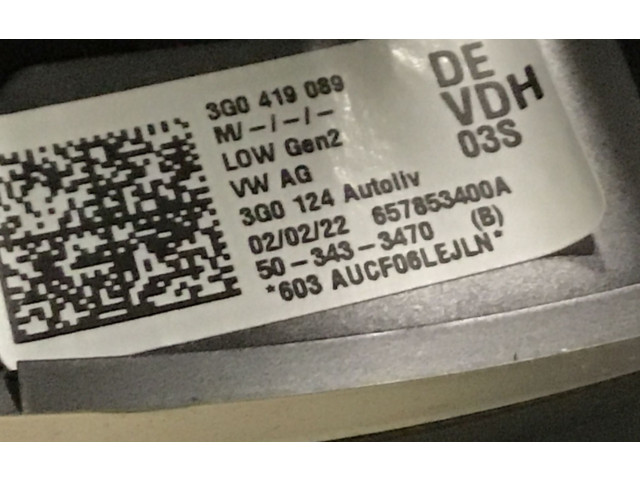 3G0 419 089
M/-/-/-
LOW Gen2
VW AG
3G0 124 Autoliv
02/02/22 657853400A
50-343-3470 (B)
*603 AUCF06LEJLN*
DE
VDH
03S